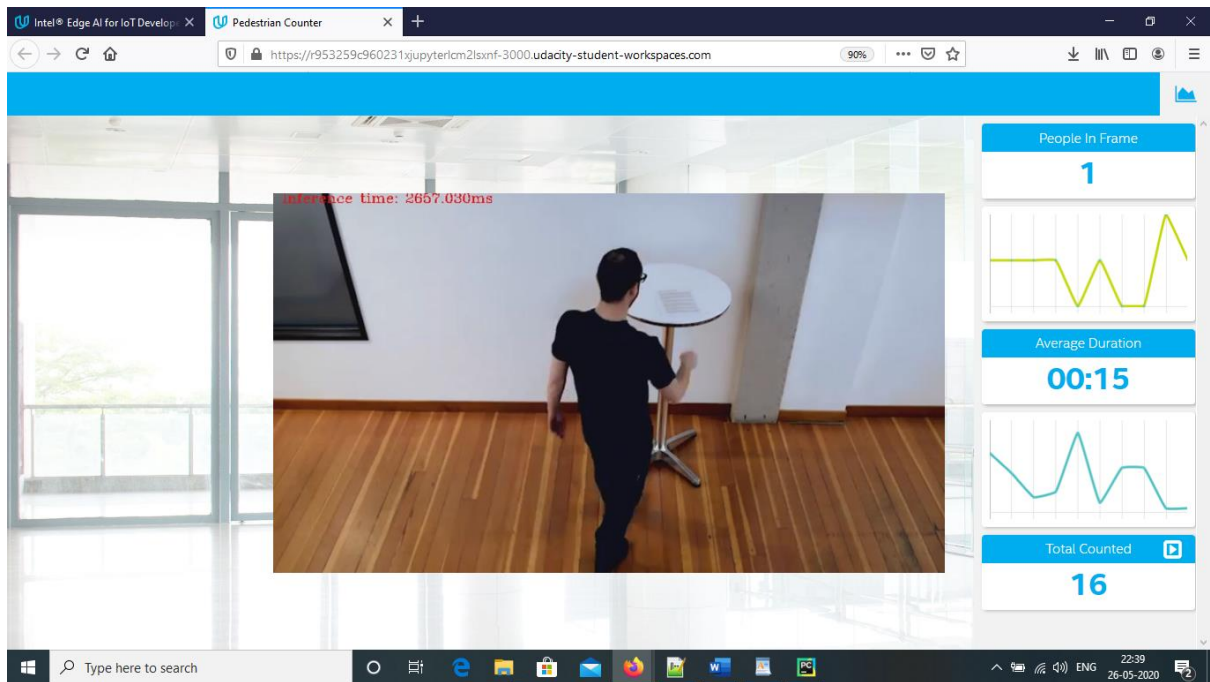 Intel® Edge AI for IoT Develop
Pedestrian Counter
https://r953259c960231xjupyterlcm2lsxnf-3000.udacity-student-workspaces.com
90%
People In Frame
1
Inference time: 2657.030ms
Average Duration
00:15
Total Counted
16
Type here to search
ENG
22:39
26-05-2020
2